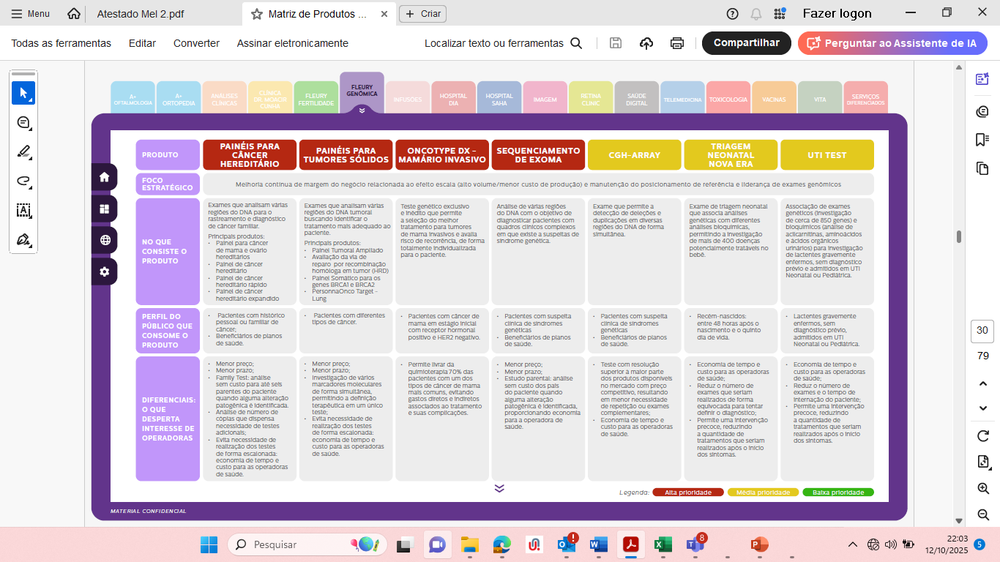 Menu
Atestado Mel 2.pdf
Matriz de Produtos ...
Criar
Fazer logon
Todas as ferramentas
Editar
Converter
Assinar eletronicamente
Localizar texto ou ferramentas
Compartilhar
Perguntar ao Assistente de IA
A+
OFTALMOLOGIA
A+
ORTOPEDIA
ANÁLISES
CLÍNICAS
CLÍNICA
DR. MOACIR
CUNHA
FLEURY
FERTILIDADE
FLEURY
GENÔMICA
INFUSÕES
HOSPITAL
DIA
HOSPITAL
SAHA
IMAGEM
RETINA
CLINIC
SAÚDE
DIGITAL
TELEMEDICINA
TOXICOLOGIA
VACINAS
VITA
SERVIÇOS
DIFERENCIADOS
PRODUTO
PAINÉIS PARA
CÂNCER
HEREDITÁRIO
PAINÉIS PARA
TUMORES SÓLIDOS
ONCOTYPE DX –
MAMÁRIO INVASIVO
SEQUENCIAMENTO
DE EXOMA
CGH-ARRAY
TRIAGEM
NEONATAL
NOVA ERA
UTI TEST
FOCO
ESTRATÉGICO
Melhoria contínua de margem do negócio relacionada ao efeito escala (alto volume/menor custo de produção) e manutenção do posicionamento de referência e liderança de exames genômicos
NO QUE
CONSISTE O
PRODUTO
Exames que analisam várias
regiões do DNA para o
rastreamento e diagnóstico
de câncer familiar.
Principais produtos:
• Painel para câncer
de mama e ovário
hereditários
• Painel de câncer
hereditário
• Painel de câncer
hereditário rápido
• Painel de câncer
hereditário expandido
Exames que analisam várias
regiões do DNA tumoral
buscando identificar o
tratamento mais adequado ao
paciente.
Principais produtos:
• Painel Tumoral Ampliado
• Avaliação da via de
reparo por recombinação
homóloga em tumor (HRD)
• Painel Somático para os
genes BRCA1 e BRCA2
• PersonnaOnco Target -
Lung
Teste genético exclusivo
e inédito que permite
a seleção do melhor
tratamento para tumores
de mama invasivos e avalia
risco de recorrência, de forma
totalmente individualizada
para o paciente.
Análise de várias regiões
do DNA com o objetivo de
diagnosticar pacientes com
quadros clínicos complexos
em que existe a suspeitas de
síndrome genética.
Exame que permite a
detecção de deleções e
duplicações em diversas
regiões do DNA de forma
simultânea.
Exame de triagem neonatal
que associa análises
genéticas com diferentes
análises bioquímicas,
permitindo a investigação
de mais de 400 doenças
potencialmente tratáveis no
bebê.
Associação de exames
genéticos (investigação
de cerca de 850 genes) e
bioquímicos (análise de
acilcarnitinas, aminoácidos
e ácidos orgânicos
urinários) para investigação
de lactentes gravemente
enfermos, sem diagnóstico
prévio e admitidos em UTI
Neonatal ou Pediátrica.
PERFIL DO
PÚBLICO QUE
CONSOME O
PRODUTO
• Pacientes com histórico
pessoal ou familiar de
câncer;
• Beneficiários de planos
de saúde.
• Pacientes com diferentes
tipos de câncer.
• Pacientes com câncer de
mama em estágio inicial
com receptor hormonal
positivo e HER2 negativo.
• Pacientes com suspeita
clínica de síndromes
genéticas
• Beneficiários de planos
de saúde.
• Pacientes com suspeita
clínica de síndromes
genéticas
• Beneficiários de planos
de saúde.
• Recém-nascidos:
entre 48 horas após o
nascimento e o quinto
dia de vida.
• Lactentes gravemente
enfermos, sem
diagnóstico prévio,
admitidos em UTI
Neonatal ou Pediátrica.
DIFERENCIAIS:
O QUE
DESPERTA
INTERESSE DE
OPERADORAS
• Menor preço;
• Menor prazo;
• Family Test: análise
sem custo para até seis
parentes do paciente
quando alguma alteração
patogênica é identificada.
• Análise de número de
cópias que dispensa
necessidade de testes
adicionais;
• Evita necessidade de
realização dos testes
de forma escalonada:
economia de tempo e
custo para as operadoras
de saúde.
• Menor preço;
• Menor prazo;
• Investigação de vários
marcadores moleculares
de forma simultânea,
permitindo a definição
terapêutica em um único
teste;
• Evita necessidade de
realização dos testes
de forma escalonada:
economia de tempo e
custo para as operadoras
de saúde.
• Permite livrar da
quimioterapia 70% das
pacientes com um dos
tipos de câncer de mama
mais comuns, evitando
gastos diretos e indiretos
associados ao tratamento
e suas complicações.
• Menor preço;
• Menor prazo;
• Estudo parental: análise
sem custo dos pais
do paciente quando
alguma alteração
patogênica é identificada,
proporcionando economia
para a operadora de
saúde.
• Teste com resolução
superior à maior parte
dos produtos disponíveis
no mercado com preço
competitivo, resultando
em menor necessidade
de repetição ou exames
complementares;
• Economia de tempo e
custo para as operadoras
de saúde.
• Economia de tempo e
custo para as operadoras
de saúde;
• Reduz o número de
exames que seriam
realizados de forma
equivocada para tentar
definir o diagnóstico;
• Permite uma intervenção
precoce, reduzindo
a quantidade de
tratamentos que seriam
realizados após o início
dos sintomas.
• Economia de tempo e
custo para as operadoras
de saúde;
• Reduz o número de
exames e o tempo de
internação do paciente;
• Permite uma intervenção
precoce, reduzindo
a quantidade de
tratamentos que seriam
realizados após o início
dos sintomas.
Legenda:
Alta prioridade
Média prioridade
Baixa prioridade
MATERIAL CONFIDENCIAL
30
79
Pesquisar
8
22:03
12/10/2025
5